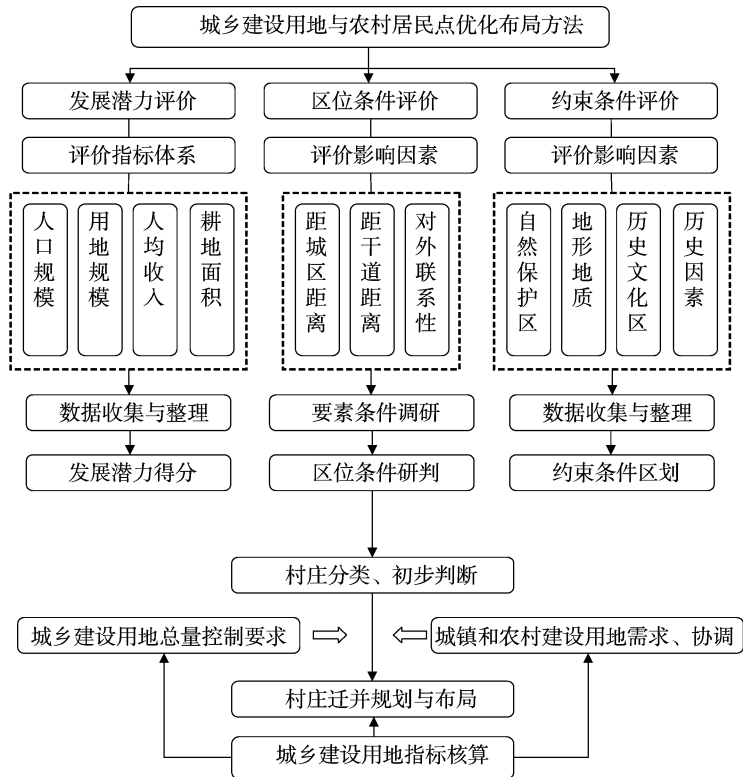 城乡建设用地与农村居民点优化布局方法
发展潜力评价
区位条件评价
约束条件评价
评价指标体系
评价影响因素
评价影响因素
人口规模
用地规模
人均收入
耕地面积
距城区距离
距干道距离
对外联系性
自然保护区
地形地质
历史文化区
历史因素
数据收集与整理
要素条件调研
数据收集与整理
发展潜力得分
区位条件研判
约束条件区划
村庄分类、初步判断
城乡建设用地总量控制要求
城镇和农村建设用地需求、协调
村庄迁并规划与布局
城乡建设用地指标核算